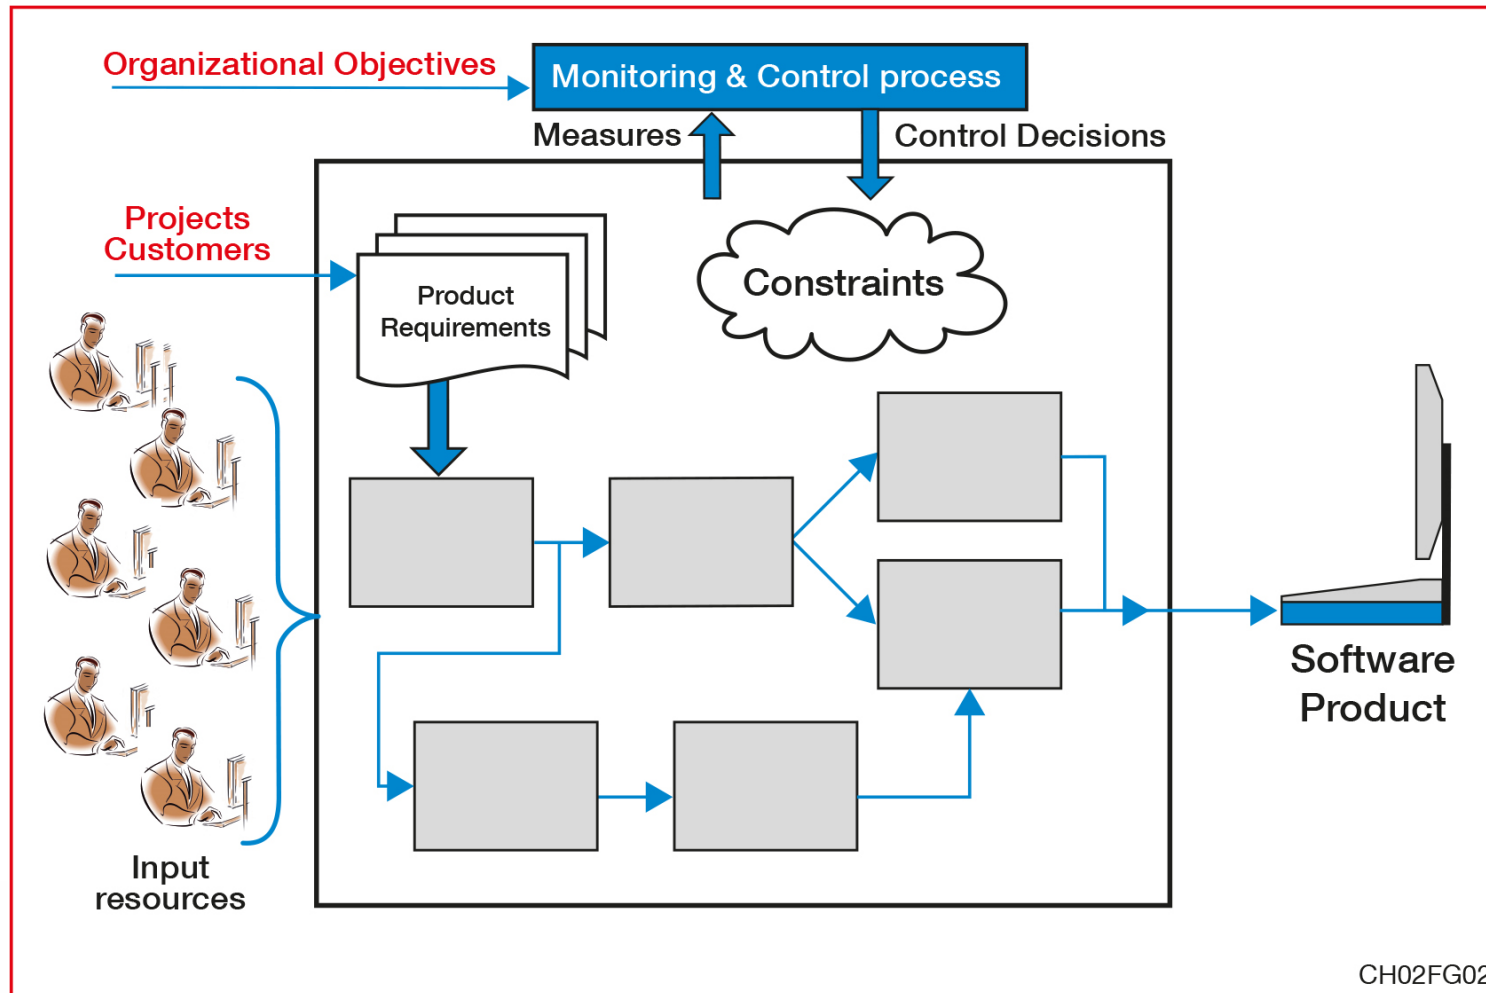 Organizational Objectives
Monitoring & Control process
Measures
Control Decisions
Projects
Customers
Product
Requirements
Constraints
Input
resources
Software
Product
CH02FG02